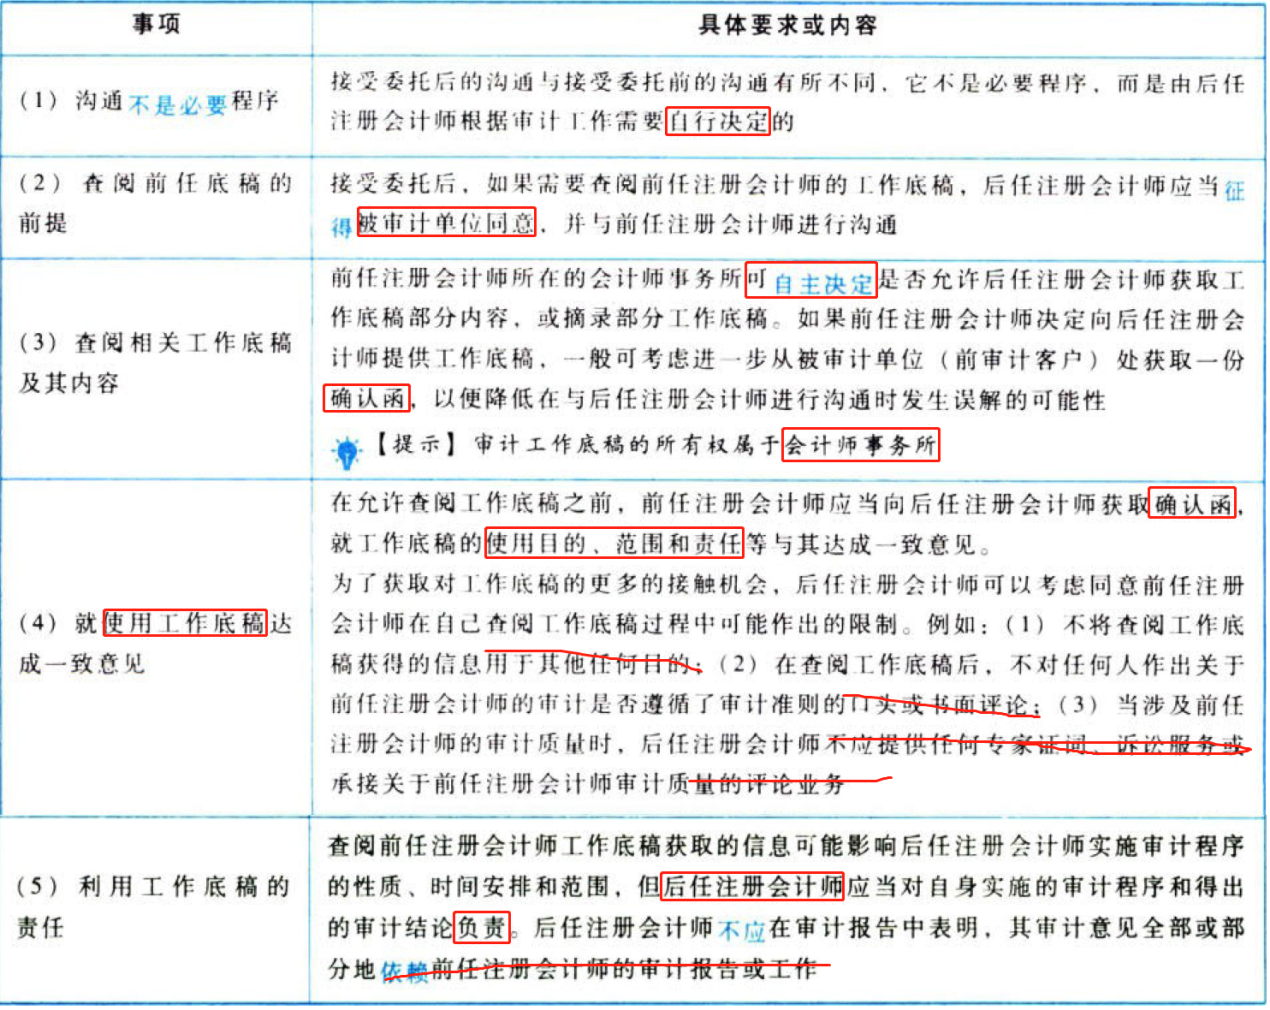 事项
具体要求或内容
(1) 沟通不是必要程序
接受委托后的沟通与接受委托前的沟通有所不同，它不是必要程序，而是由后任
注册会计师根据审计工作需要自行决定的
(2) 查阅前任底稿的
前提
接受委托后，如果需要查阅前任注册会计师的工作底稿，后任注册会计师应当征
得被审计单位同意，并与前任注册会计师进行沟通
(3) 查阅相关工作底稿
及其内容
前任注册会计师所在的会计师事务所可自主决定是否允许后任注册会计师获取工
作底稿部分内容，或摘录部分工作底稿。如果前任注册会计师决定向后任注册会
计师提供工作底稿，一般可考虑进一步从被审计单位（前审计客户）处获取一份
确认函，以便降低在与后任注册会计师进行沟通时发生误解的可能性
【提示】审计工作底稿的所有权属于会计师事务所
(4) 就使用工作底稿达
成一致意见
在允许查阅工作底稿之前，前任注册会计师应当向后任注册会计师获取确认函，
就工作底稿的使用目的、范围和责任等与其达成一致意见。
为了获取对工作底稿的更多的接触机会，后任注册会计师可以考虑同意前任注册
会计师在自己查阅工作底稿过程中可能作出的限制。例如：(1) 不将查阅工作底
稿获得的信息用于其他任何目的；(2) 在查阅工作底稿后，不对任何人作出关于
前任注册会计师的审计是否遵循了审计准则的口头或书面评论；(3) 当涉及前任
注册会计师的审计质量时，后任注册会计师不应提供任何专家证词、诉讼服务或
承接关于前任注册会计师审计质量的评论业务
(5) 利用工作底稿的
责任
查阅前任注册会计师工作底稿获取的信息可能影响后任注册会计师实施审计程序
的性质、时间安排和范围，但后任注册会计师应当对自身实施的审计程序和得出
的审计结论负责。后任注册会计师不应在审计报告中表明，其审计意见全部或部
分地依赖前任注册会计师的审计报告或工作